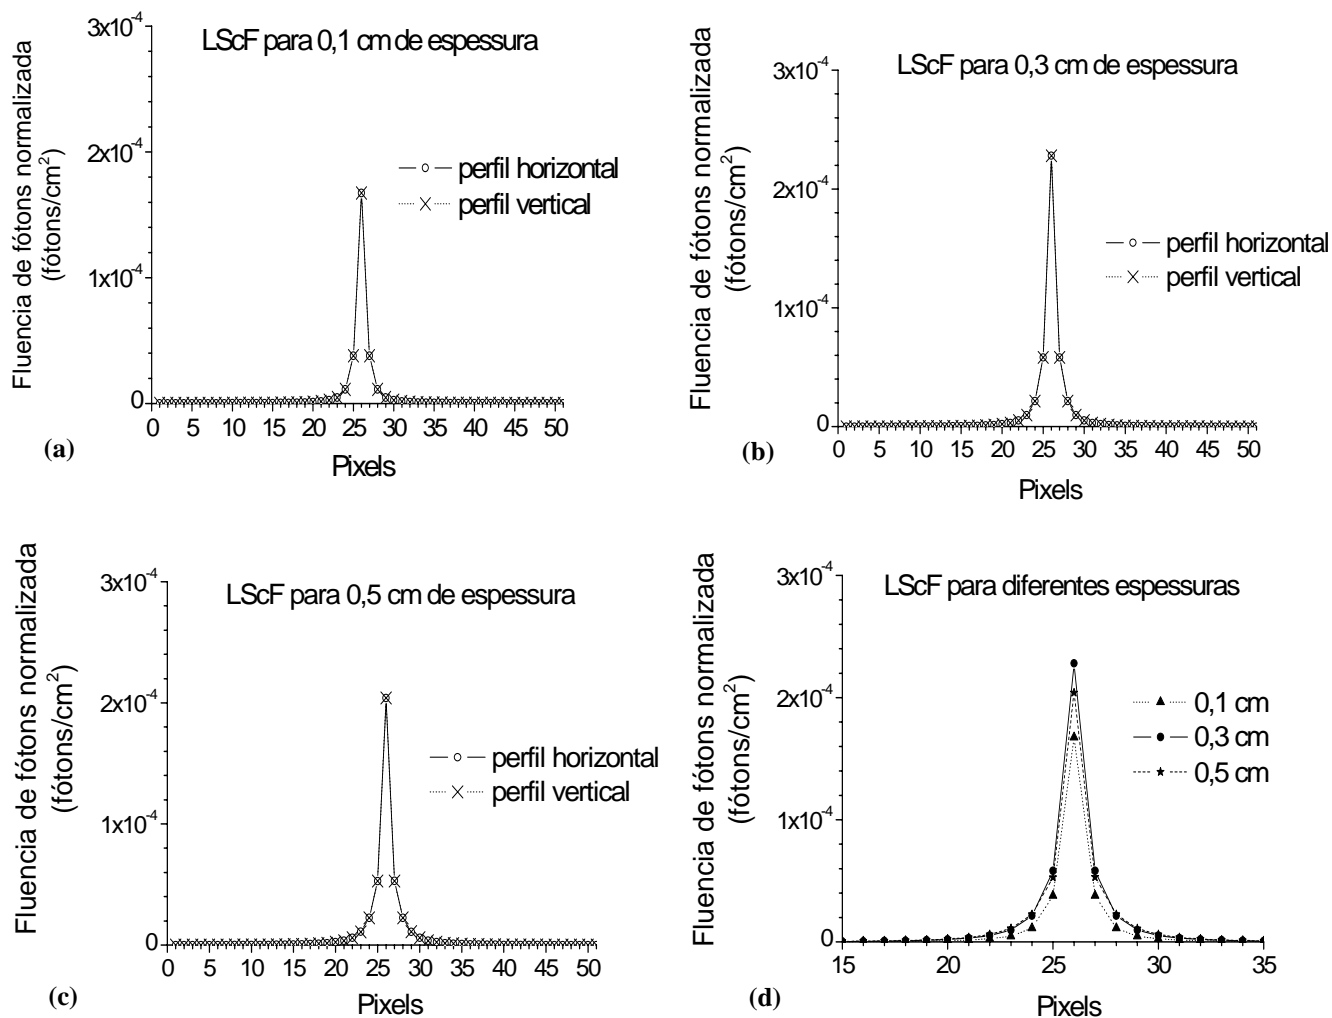 LScF para 0,1 cm de espessura
Fluencia de fótons normalizada
(fótons/cm²)
3x10⁻⁴
2x10⁻⁴
1x10⁻⁴
0
perfil horizontal
perfil vertical
0 5 10 15 20 25 30 35 40 45 50
Pixels
(a)
LScF para 0,3 cm de espessura
Fluencia de fótons normalizada
(fótons/cm²)
3x10⁻⁴
2x10⁻⁴
1x10⁻⁴
0
perfil horizontal
perfil vertical
0 5 10 15 20 25 30 35 40 45 50
Pixels
(b)
LScF para 0,5 cm de espessura
Fluencia de fótons normalizada
(fótons/cm²)
3x10⁻⁴
2x10⁻⁴
1x10⁻⁴
0
perfil horizontal
perfil vertical
0 5 10 15 20 25 30 35 40 45 50
Pixels
(c)
LScF para diferentes espessuras
Fluencia de fótons normalizada
(fótons/cm²)
3x10⁻⁴
2x10⁻⁴
1x10⁻⁴
0
0,1 cm
0,3 cm
0,5 cm
15 20 25 30 35
Pixels
(d)